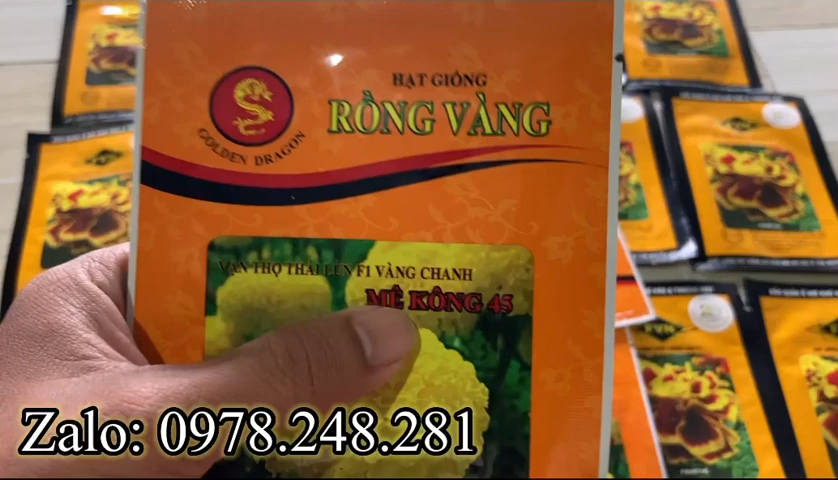 HẠT GIỐNG
RỒNG VÀNG
GOLDEN DRAGON
VẠN THỌ THÁI LÙN F1 VÀNG CHANH
MÊ KÔNG 45
Zalo: 0978.248.281